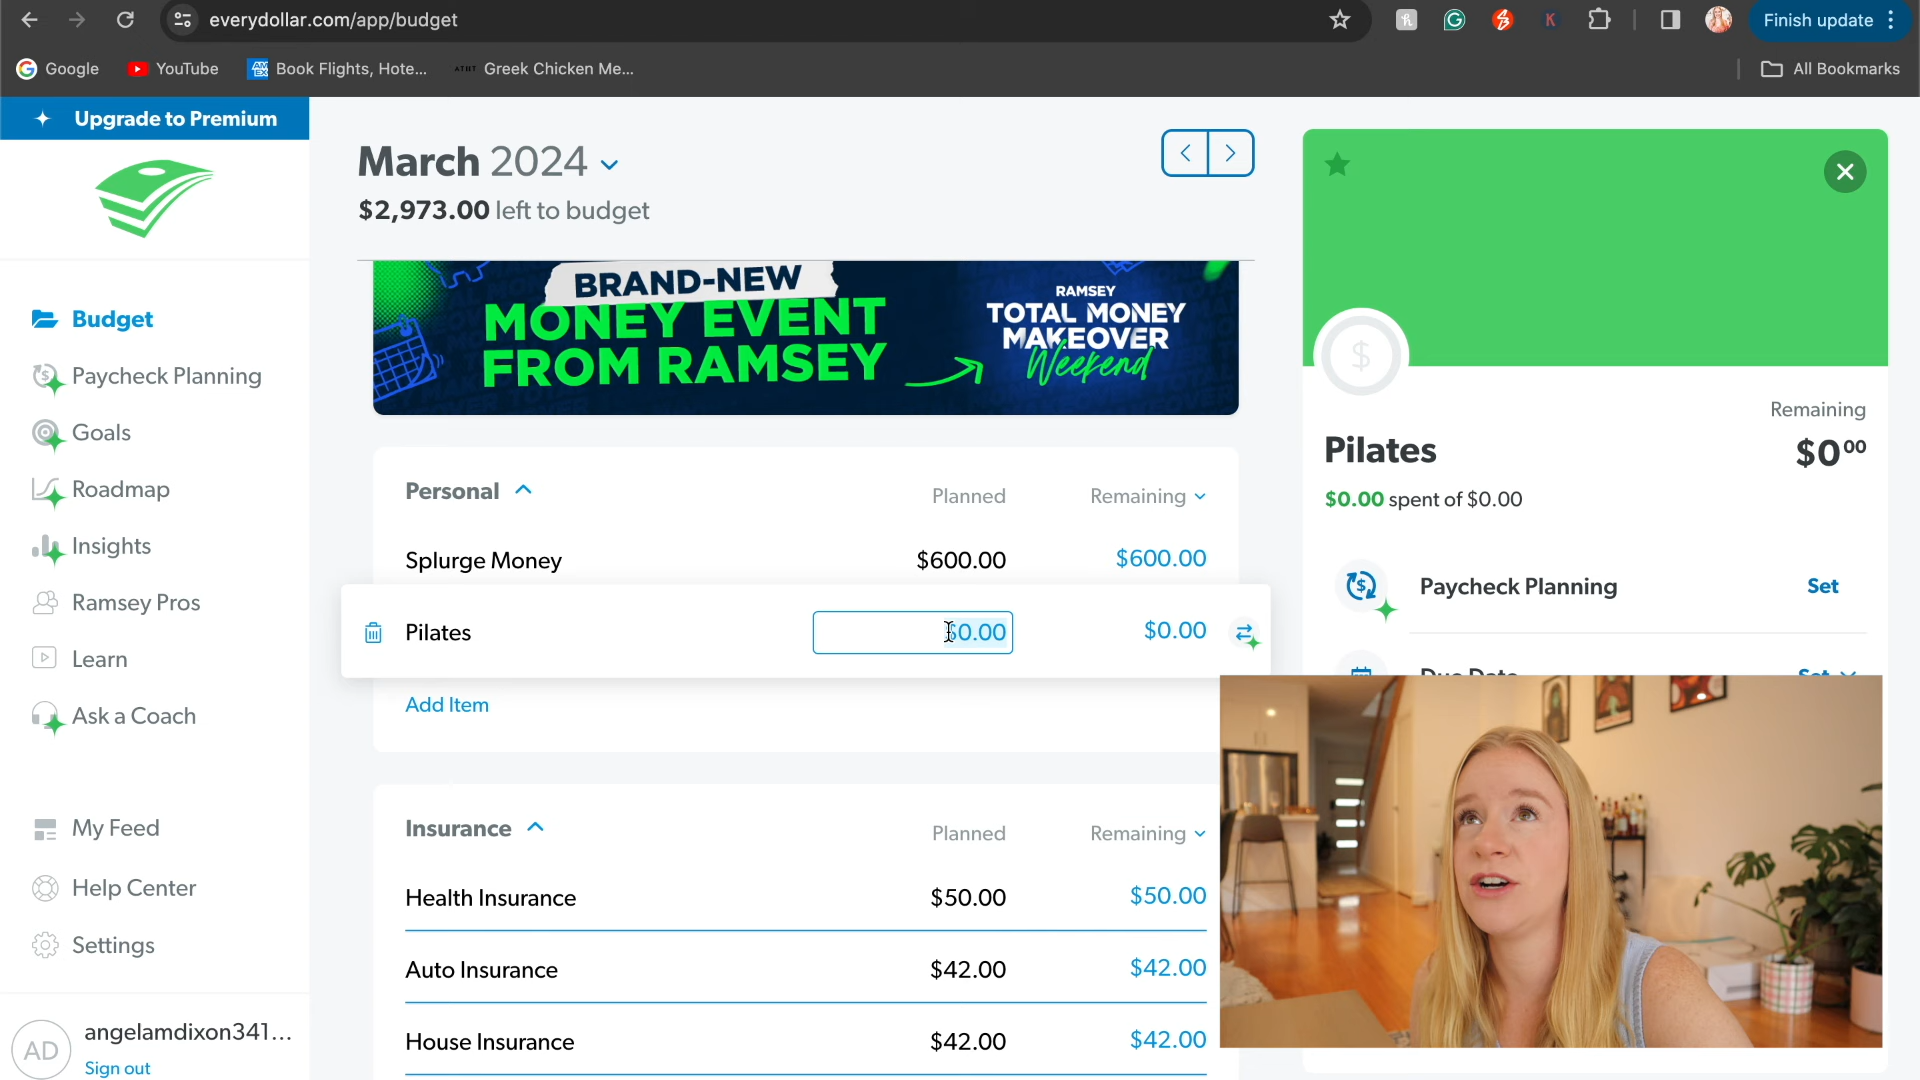 everydollar.com/app/budget
Finish update
Google
YouTube
Book Flights, Hote...
Greek Chicken Me...
All Bookmarks
Upgrade to Premium
March 2024
$2,973.00 left to budget
BRAND-NEW
MONEY EVENT
FROM RAMSEY
RAMSEY
TOTAL MONEY
MAKEOVER
Weekend
Budget
Paycheck Planning
Goals
Roadmap
Insights
Ramsey Pros
Learn
Ask a Coach
My Feed
Help Center
Settings
AD
angelamdixon341...
Sign out
Personal
Planned
Remaining
Splurge Money
$600.00
$600.00
Pilates
$0.00
$0.00
Add Item
Insurance
Planned
Remaining
Health Insurance
$50.00
$50.00
Auto Insurance
$42.00
$42.00
House Insurance
$42.00
$42.00
$
Remaining
Pilates
$0⁰⁰
$0.00 spent of $0.00
Paycheck Planning
Set
Due Date
Set